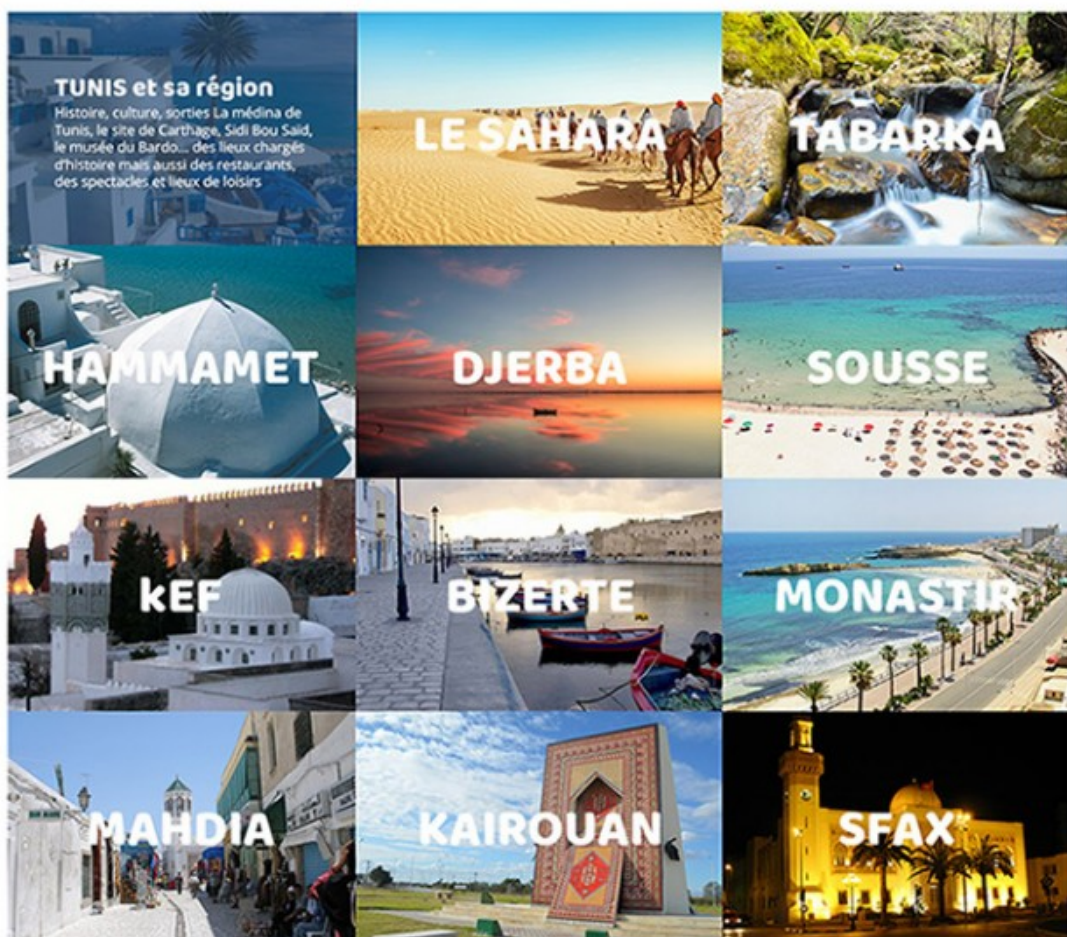 TUNIS et sa région
Histoire, culture, sorties La médina de
Tunis, le site de Carthage, Sidi Bou Saïd,
le musée du Bardo... des lieux chargés
d'histoire mais aussi des restaurants,
des spectacles et lieux de loisirs
LE SAHARA
TABARKA
HAMMAMET
DJERBA
SOUSSE
kEF
BIZERTE
MONASTIR
MAHDIA
KAIROUAN
SFAX